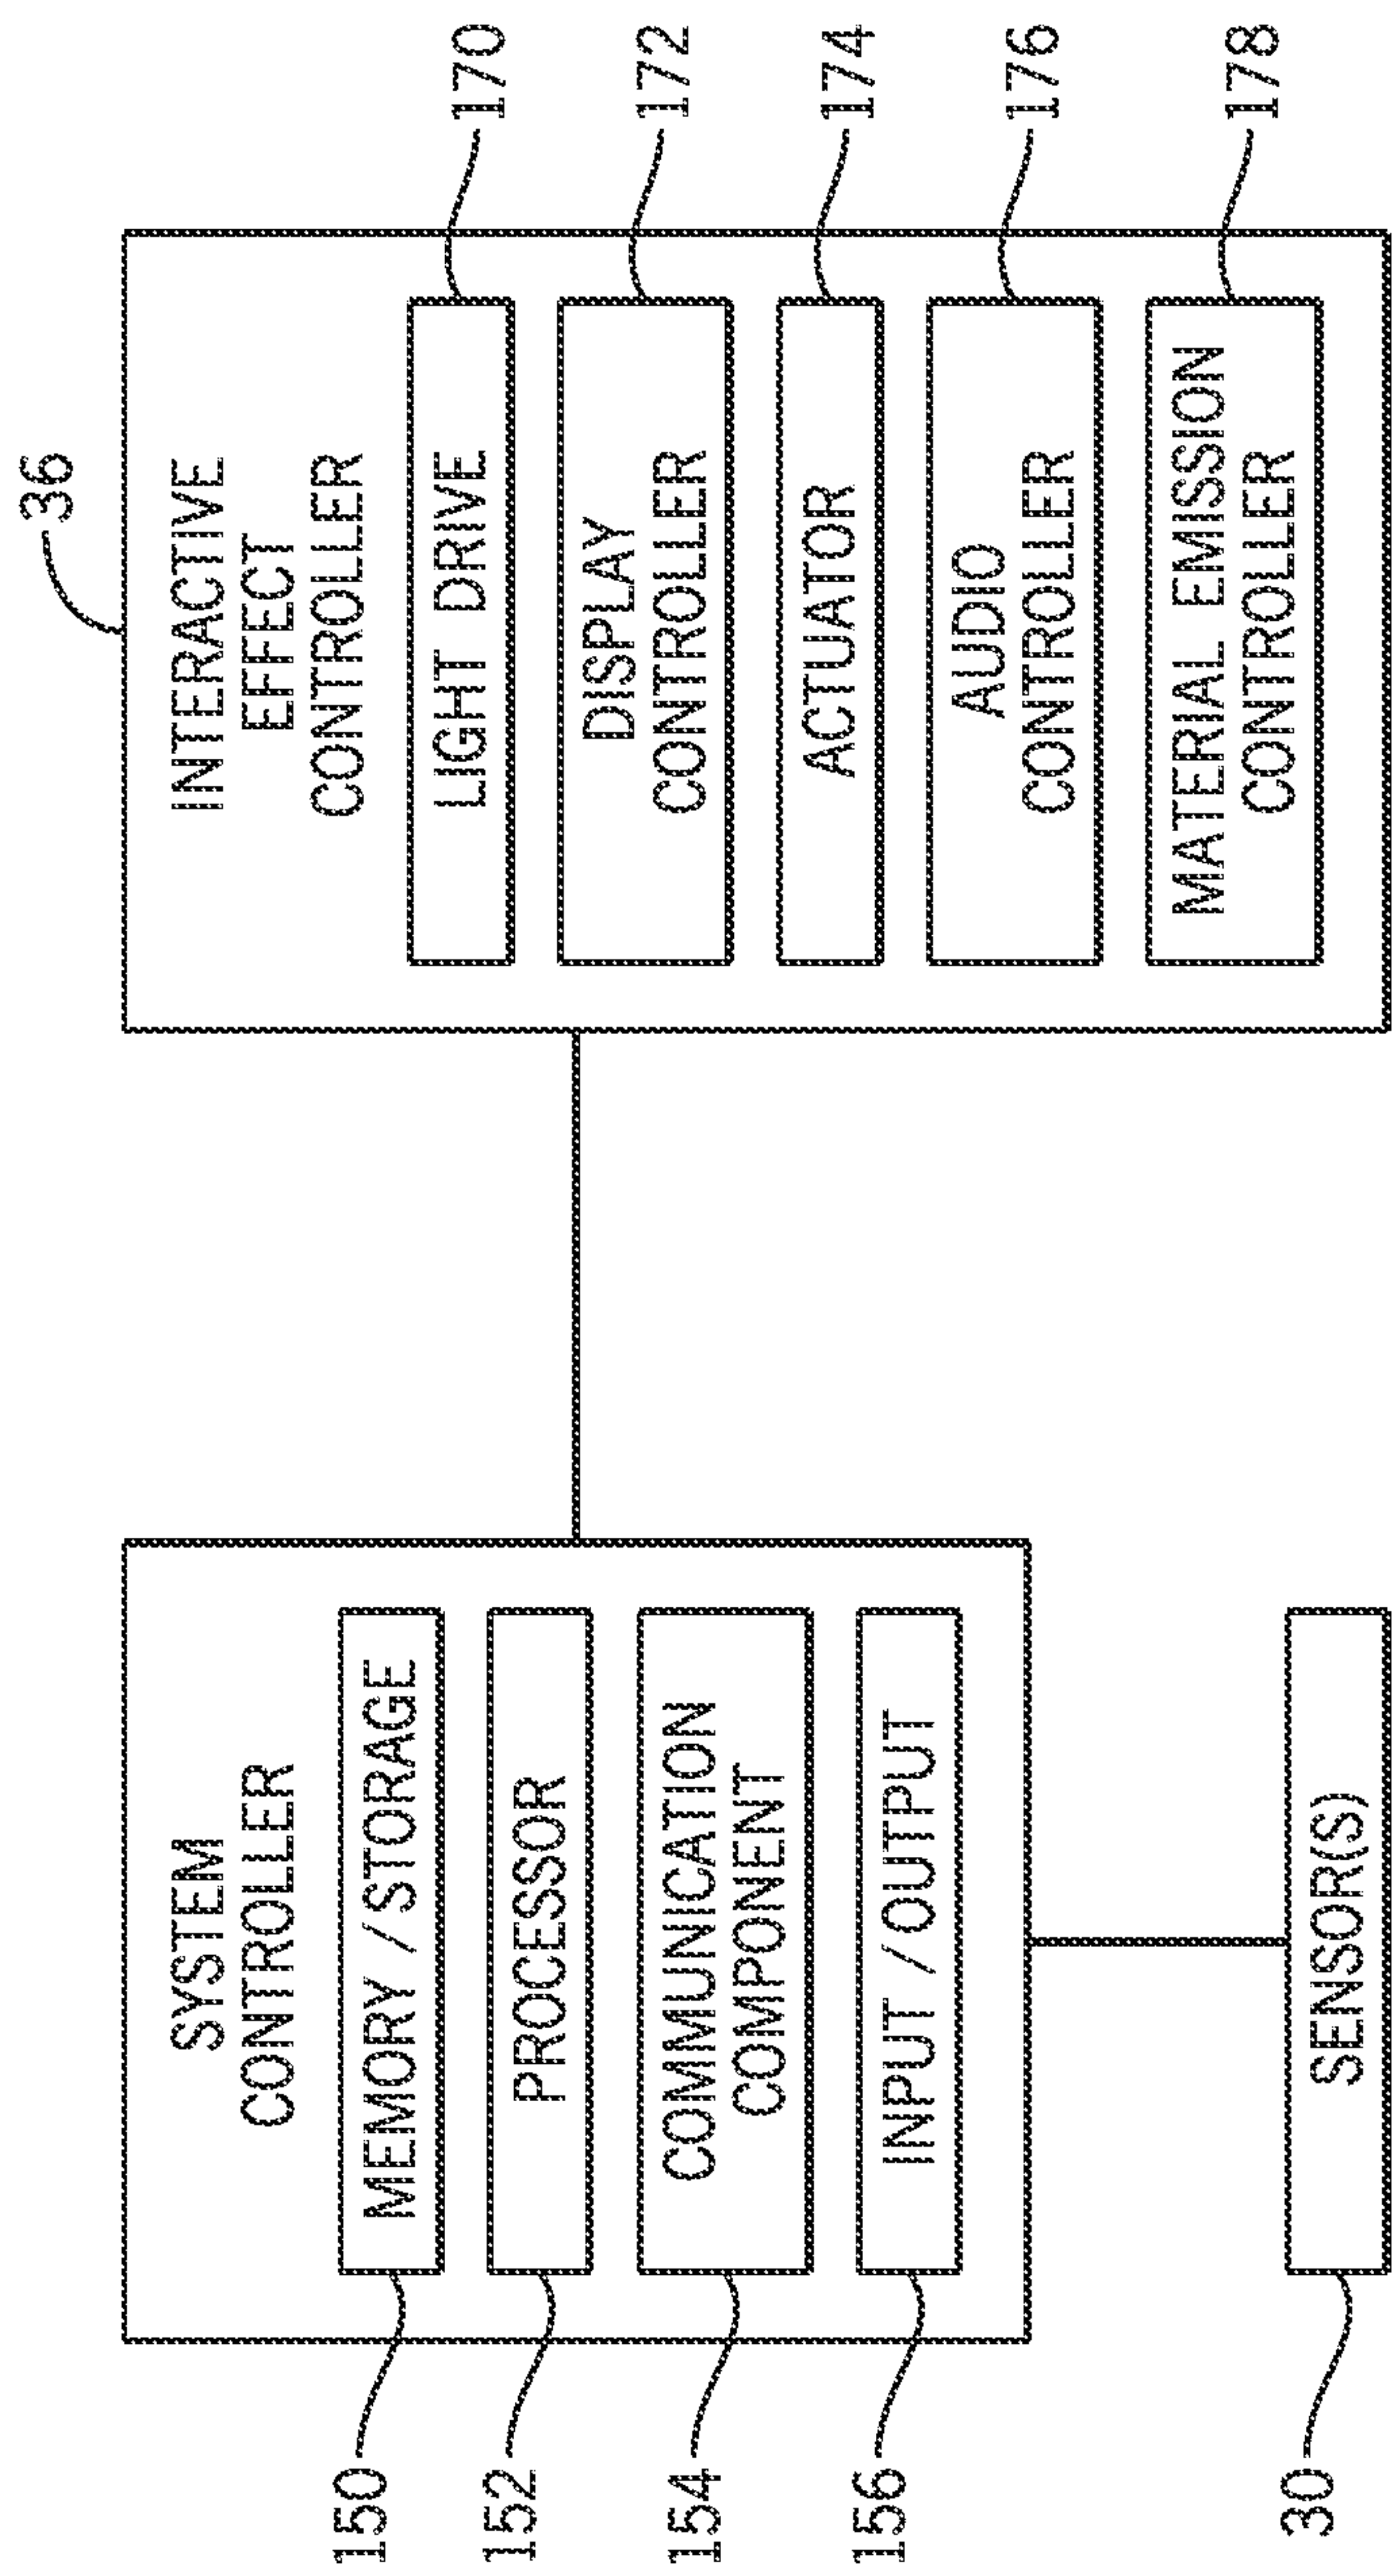 36
SYSTEM
CONTROLLER
150
MEMORY/STORAGE
152
PROCESSOR
154
COMMUNICATION
COMPONENT
156
INPUT/OUTPUT
30
SENSOR(S)
INTERACTIVE
EFFECT
CONTROLLER
LIGHT DRIVE
170
DISPLAY
CONTROLLER
172
ACTUATOR
174
AUDIO
CONTROLLER
176
MATERIAL EMISSION
CONTROLLER
178